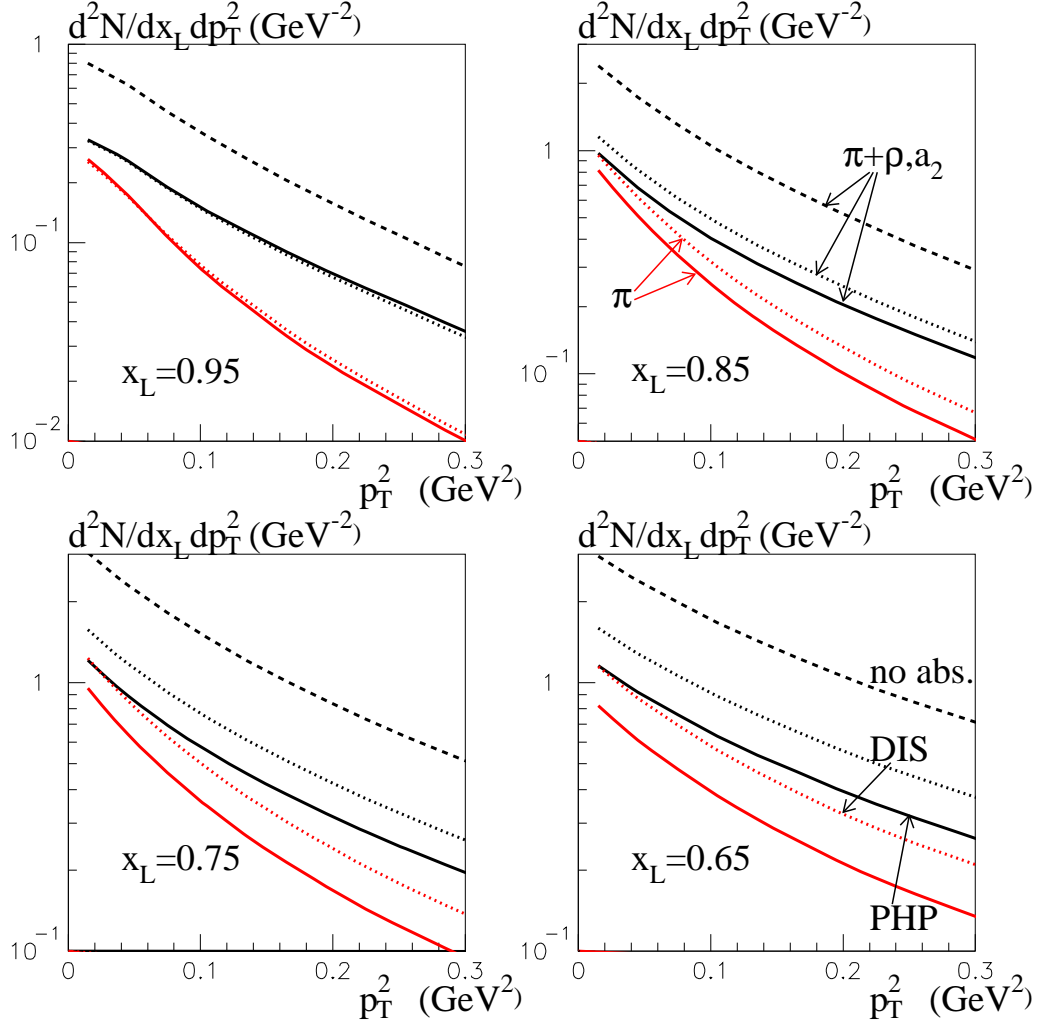 d²N/dx_L dp_T² (GeV⁻²)
1
10⁻¹
10⁻²
0
0.1
0.2
0.3
x_L=0.95
p_T² (GeV²)
d²N/dx_L dp_T² (GeV⁻²)
1
10⁻¹
0
0.1
0.2
0.3
π+ρ,a₂
π
x_L=0.85
p_T² (GeV²)
d²N/dx_L dp_T² (GeV⁻²)
1
10⁻¹
0
0.1
0.2
0.3
x_L=0.75
p_T² (GeV²)
d²N/dx_L dp_T² (GeV⁻²)
1
10⁻¹
0
0.1
0.2
0.3
no abs.
DIS
x_L=0.65
PHP
p_T² (GeV²)